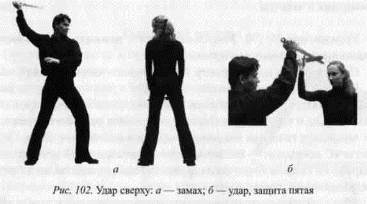 а
б
Рис. 102. Удар сверху: а — замах; б — удар, защита пятая